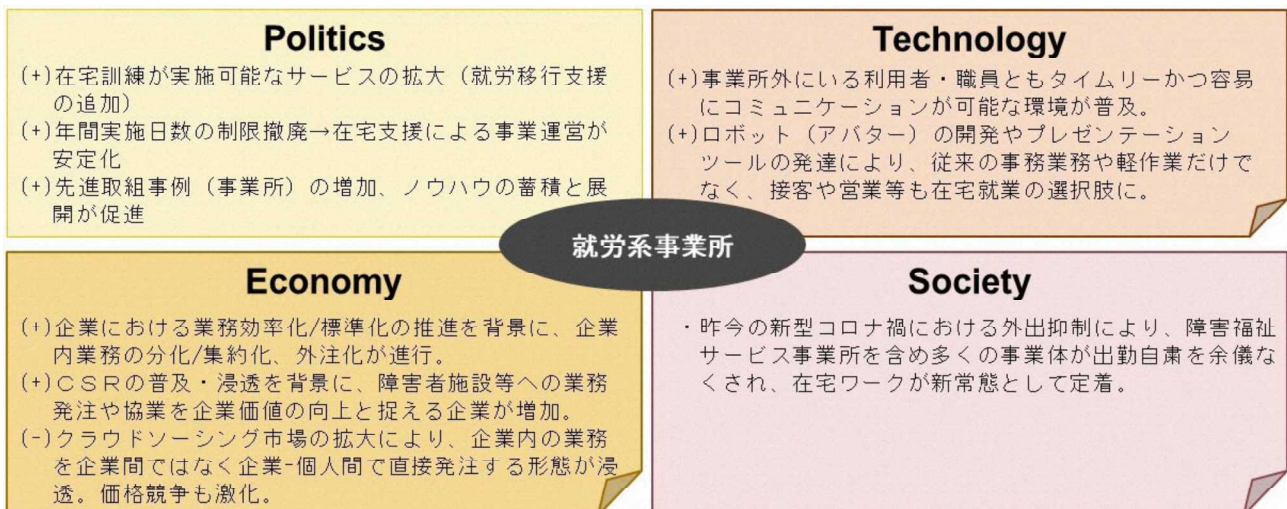 Politics
(+)在宅訓練が実施可能なサービスの拡大（就労移行支援
の追加）
(+)年間実施日数の制限撤廃→在宅支援による事業運営が
安定化
(+)先進取組事例（事業所）の増加、ノウハウの蓄積と展
開が促進
Technology
(+)事業所外にいる利用者・職員ともタイムリーかつ容易
にコミュニケーションが可能な環境が普及。
(+)ロボット（アバター）の開発やプレゼンテーション
ツールの発達により、従来の事務業務や軽作業だけで
なく、接客や営業等も在宅就業の選択肢に。
就労系事業所
Economy
(+)企業における業務効率化/標準化の推進を背景に、企業
内業務の分化/集約化、外注化が進行。
(+)ＣＳＲの普及・浸透を背景に、障害者施設等への業務
発注や協業を企業価値の向上と捉える企業が増加。
(-)クラウドソーシング市場の拡大により、企業内の業務
を企業間ではなく企業-個人間で直接発注する形態が浸
透。価格競争も激化。
Society
・昨今の新型コロナ禍における外出抑制により、障害福祉
サービス事業所を含め多くの事業体が出勤自粛を余儀な
くされ、在宅ワークが新常態として定着。